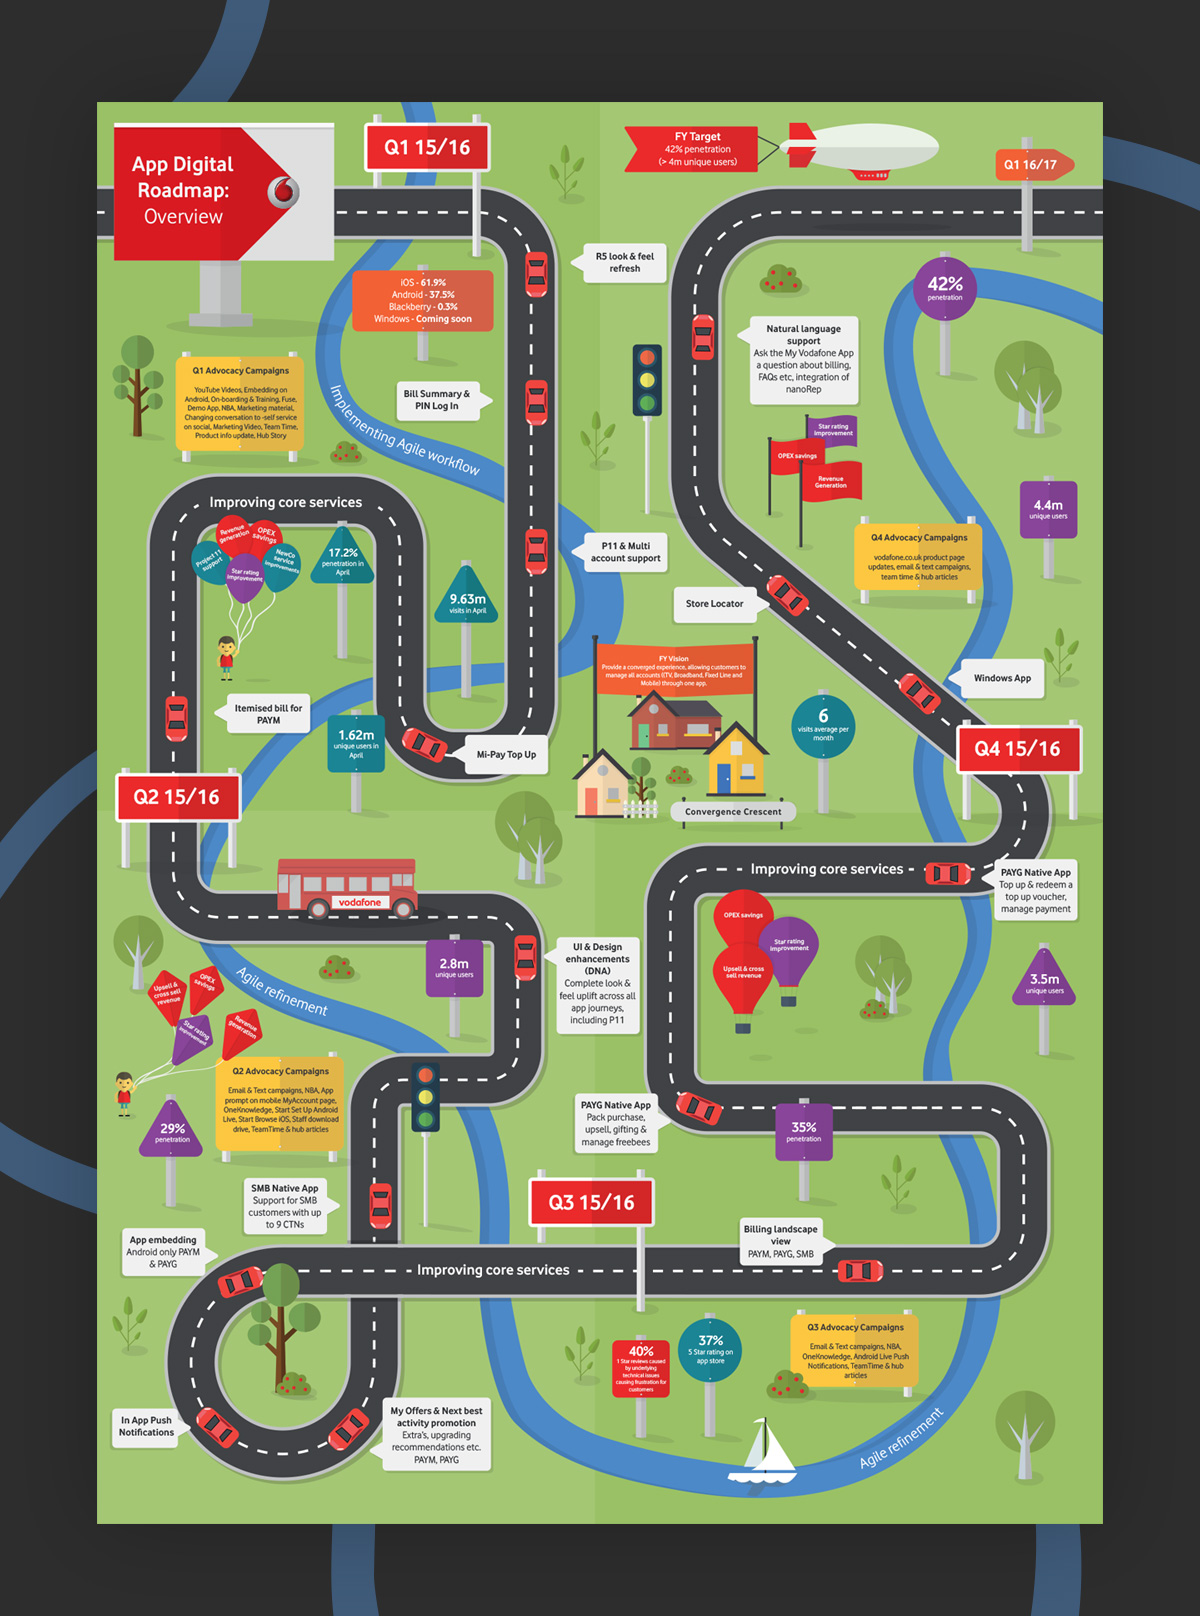 App Digital
Roadmap:
Overview
Q1 15/16
FY Target
42% penetration
(> 4m unique users)
Q1 16/17
R5 look & feel
refresh
iOS - 61.9%
Android - 37.5%
Blackberry - 0.3%
Windows - Coming soon
42%
penetration
Natural language
support
Ask the My Vodafone App
a question about billing,
FAQs etc, integration of
nanoRep
Q1 Advocacy Campaigns
YouTube Videos, Embedding on
Android, On-boarding & Training, Fuse,
Demo App, NBA, Marketing material,
Changing conversation to -self service
on social, Marketing Video, Team Time,
Product info update, Hub Story
Bill Summary &
PIN Log In
Implementing Agile workflow
Star rating
improvement
OPEX savings
Revenue
Generation
4.4m
unique users
Improving core services
Revenue
generation
OPEX
savings
Project 11
support
NewCo
service
improvements
Star rating
improvement
17.2%
penetration in
April
9.63m
visits in April
P11 & Multi
account support
Q4 Advocacy Campaigns
vodafone.co.uk product page
updates, email & text campaigns,
team time & hub articles
Store Locator
FY Vision
Provide a converged experience, allowing customers to
manage all accounts (TV, Broadband, Fixed Line and
Mobile) through one app.
Windows App
Itemised bill for
PAYM
1.62m
unique users in
April
Mi-Pay Top Up
6
visits average per
month
Q4 15/16
Q2 15/16
Convergence Crescent
Improving core services
PAYG Native App
Top up & redeem a
top up voucher,
manage payment
vodafone
OPEX savings
Star rating
improvement
Upsell & cross
sell revenue
2.8m
unique users
UI & Design
enhancements
(DNA)
Complete look &
feel uplift across all
app journeys,
including P11
3.5m
unique users
Agile refinement
Upsell &
cross sell
revenue
OPEX
savings
Star rating
improvement
Revenue
generation
Q2 Advocacy Campaigns
Email & Text campaigns, NBA, App
prompt on mobile MyAccount page,
OneKnowledge, Start Set Up Android
Live, Start Browse iOS, Staff download
drive, TeamTime & hub articles
29%
penetration
PAYG Native App
Pack purchase,
upsell, gifting &
manage freebees
35%
penetration
SMB Native App
Support for SMB
customers with up
to 9 CTNs
Q3 15/16
App embedding
Android only PAYM
& PAYG
Billing landscape
view
PAYM, PAYG, SMB
Improving core services
40%
1 Star reviews caused
by underlying
technical issues
causing frustration for
customers
37%
5 Star rating on
app store
Q3 Advocacy Campaigns
Email & Text campaigns, NBA,
OneKnowledge, Android Live Push
Notifications, TeamTime & hub
articles
In App Push
Notifications
My Offers & Next best
activity promotion
Extra's, upgrading
recommendations etc.
PAYM, PAYG
Agile refinement